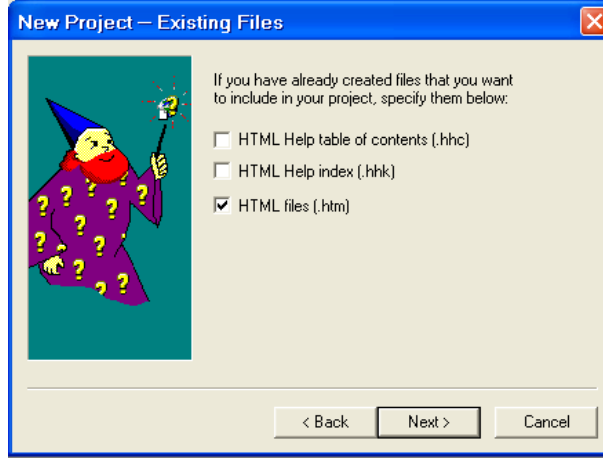 New Project — Existing Files
If you have already created files that you want
to include in your project, specify them below:
HTML Help table of contents (.hhc)
HTML Help index (.hhk)
HTML files (.htm)
< Back
Next >
Cancel